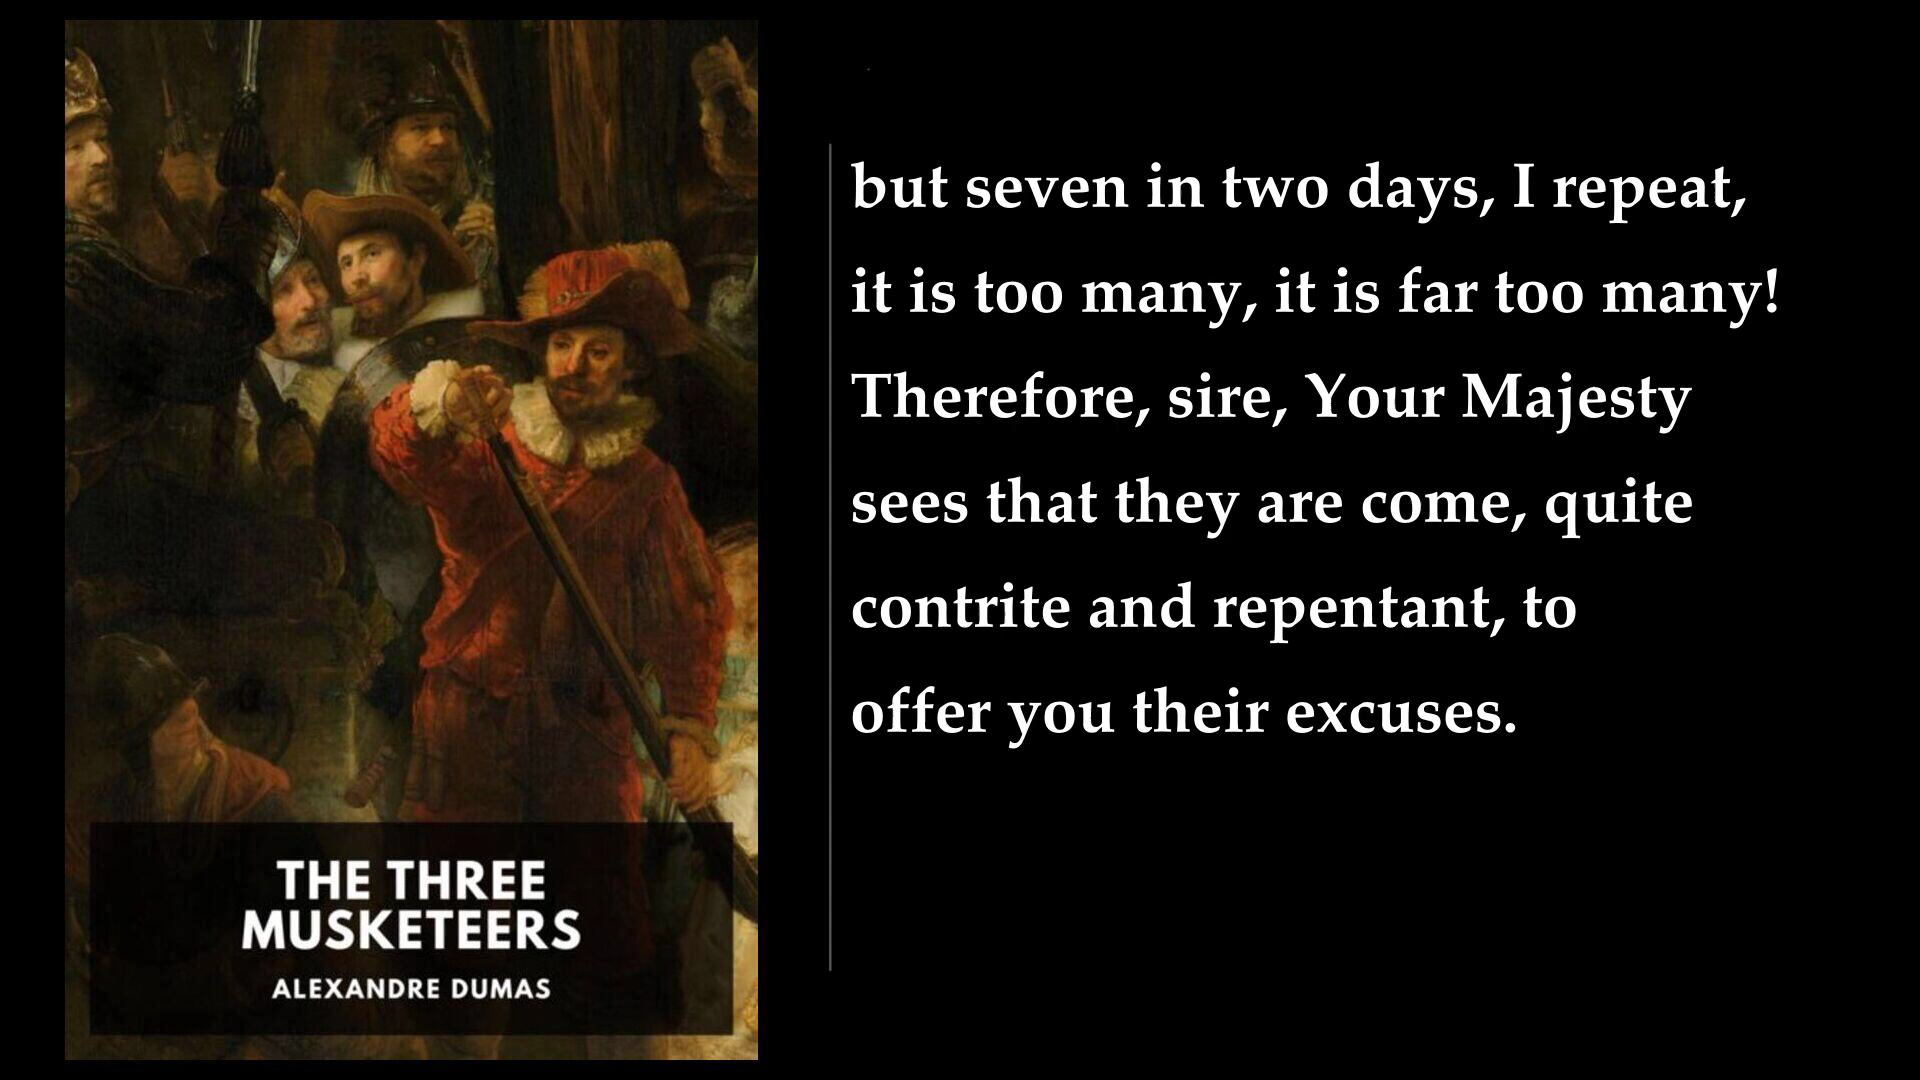 THE THREE
MUSKETEERS
ALEXANDRE DUMAS
but seven in two days, I repeat,
it is too many, it is far too many!
Therefore, sire, Your Majesty
sees that they are come, quite
contrite and repentant, to
offer you their excuses.